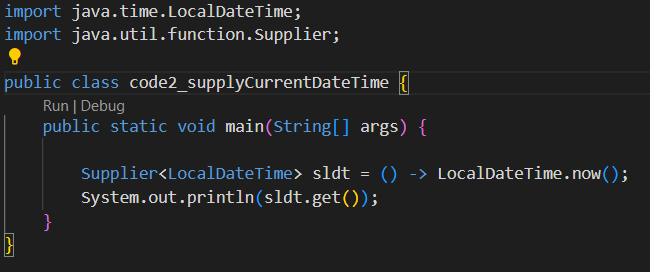 import java.time.LocalDateTime;
import java.util.function.Supplier;
public class code2_supplyCurrentDateTime {
Run | Debug
public static void main(String[] args) {
Supplier<LocalDateTime> sldt = () -> LocalDateTime.now();
System.out.println(sldt.get());
}
}